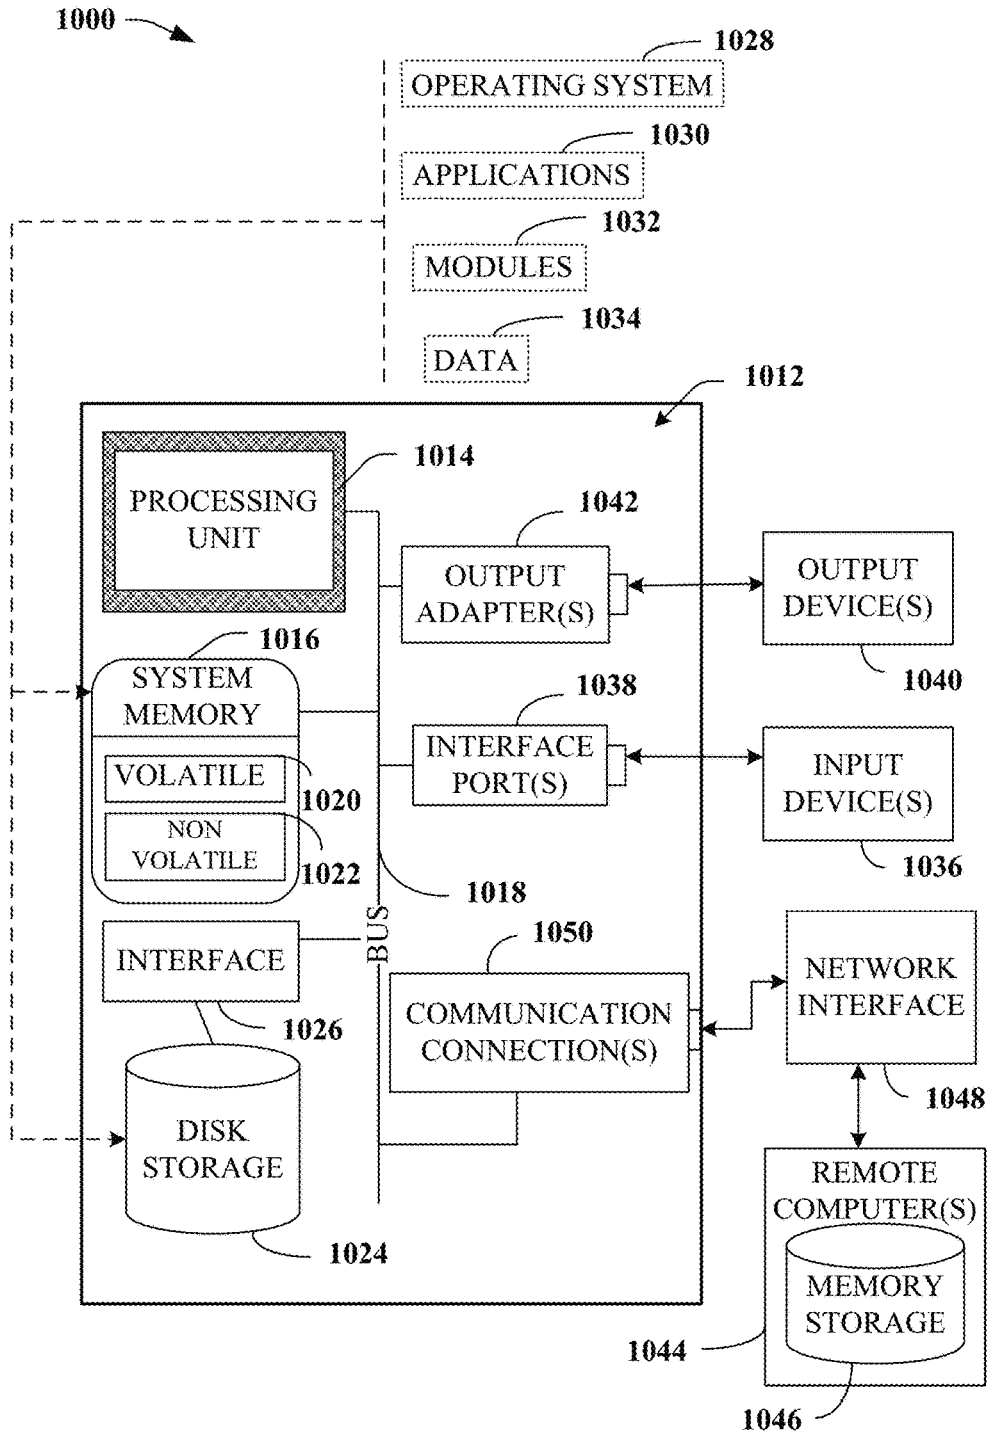 1000
1028
OPERATING SYSTEM
1030
APPLICATIONS
1032
MODULES
1034
DATA
1012
1014
PROCESSING
UNIT
1042
OUTPUT
ADAPTER(S)
OUTPUT
DEVICE(S)
1040
1016
SYSTEM
MEMORY
VOLATILE
1020
NON
VOLATILE
1022
1038
INTERFACE
PORT(S)
INPUT
DEVICE(S)
1036
1018
BUS
INTERFACE
1026
1050
COMMUNICATION
CONNECTION(S)
NETWORK
INTERFACE
1048
DISK
STORAGE
1024
REMOTE
COMPUTER(S)
MEMORY
STORAGE
1044
1046